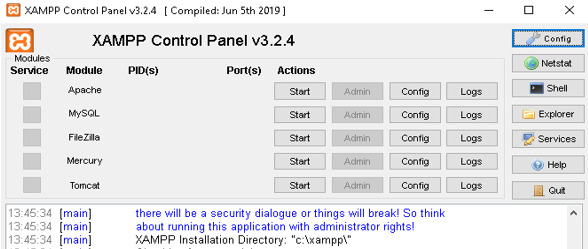 XAMPP Control Panel v3.2.4 [ Compiled: Jun 5th 2019 ]
XAMPP Control Panel v3.2.4
Config
Modules
Service Module PID(s) Port(s) Actions
Netstat
Apache Start Admin Config Logs
Shell
MySQL Start Admin Config Logs
Explorer
FileZilla Start Admin Config Logs
Services
Mercury Start Admin Config Logs
Help
Tomcat Start Admin Config Logs
Quit
13:45:34 [main] there will be a security dialogue or things will break! So think
13:45:34 [main] about running this application with administrator rights!
13:45:34 [main] XAMPP Installation Directory: "c:\xampp\"